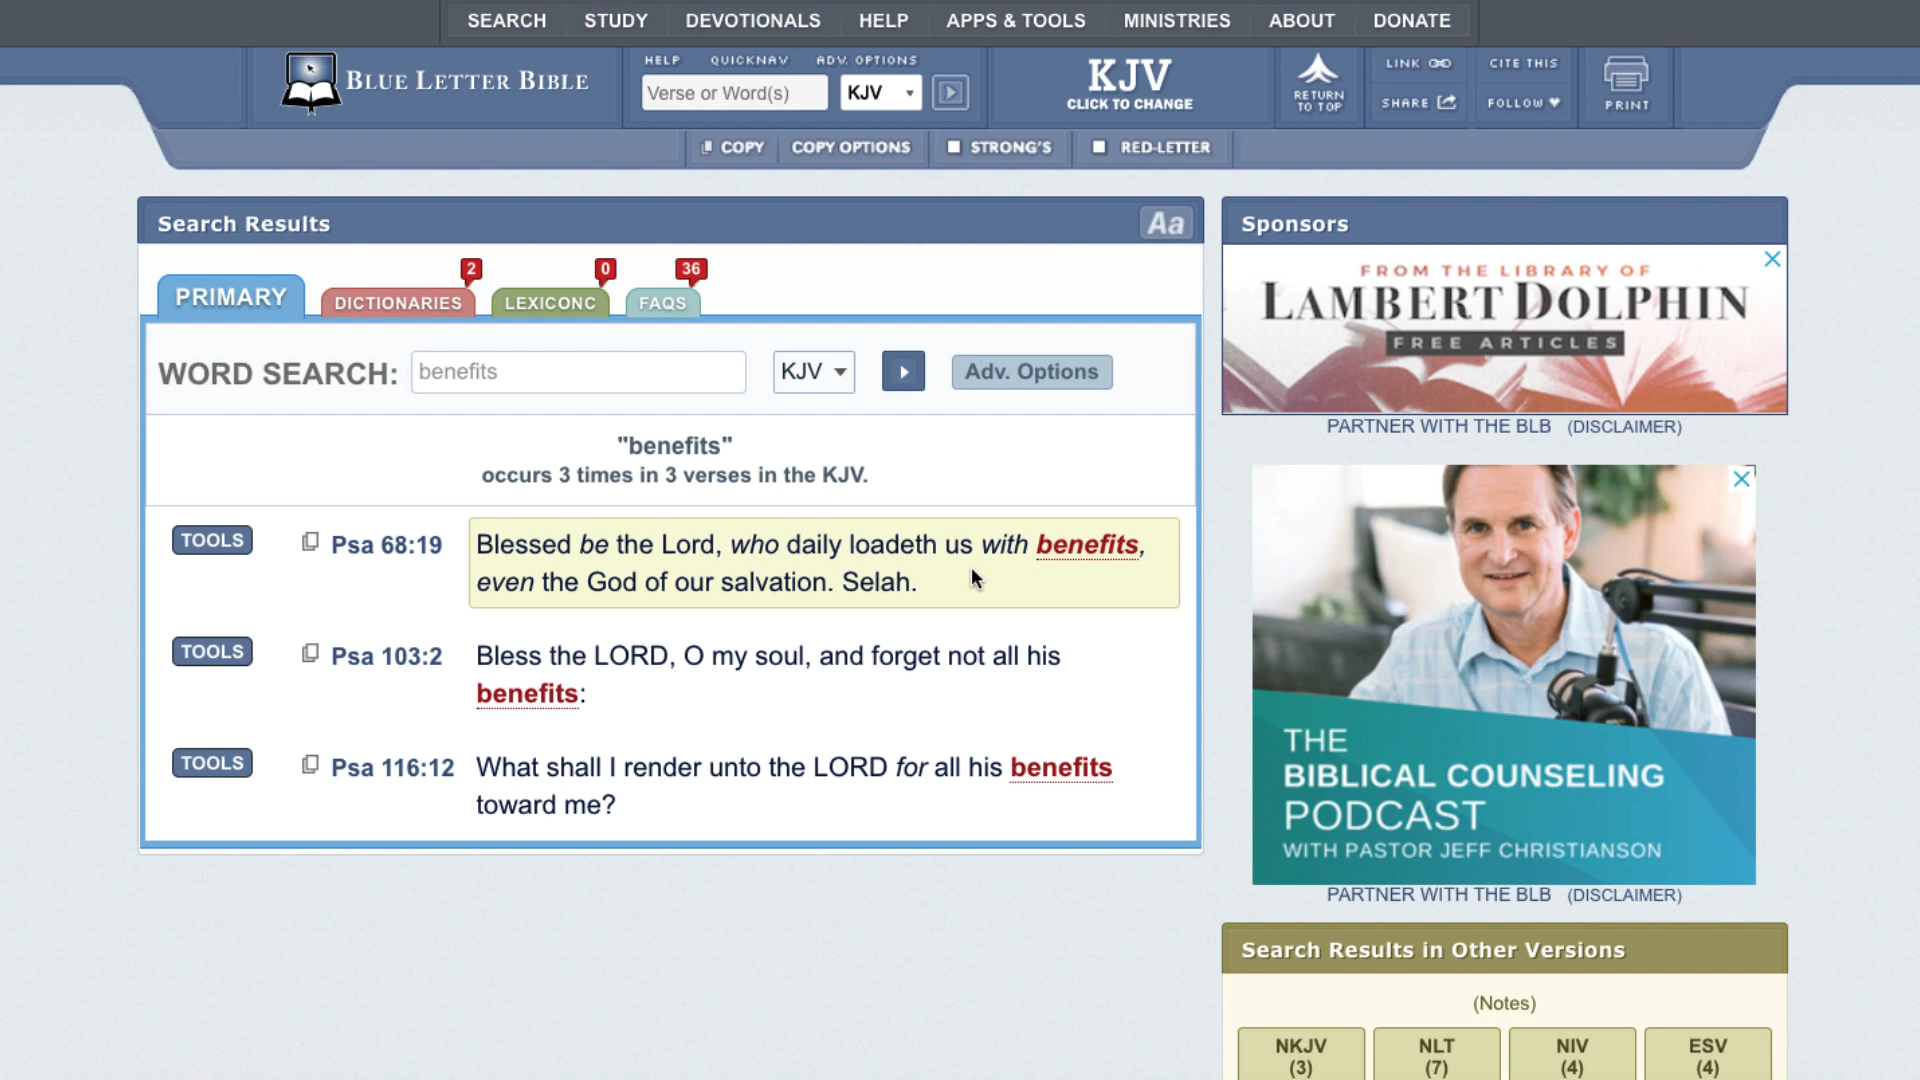 SEARCH STUDY DEVOTIONALS HELP APPS & TOOLS MINISTRIES ABOUT DONATE
BLUE LETTER BIBLE
HELP QUICKNAV ADV. OPTIONS
Verse or Word(s) KJV
KJV
CLICK TO CHANGE
RETURN
TO TOP
LINK
SHARE
CITE THIS
FOLLOW
PRINT
COPY COPY OPTIONS STRONG'S RED-LETTER
Search Results Aa
PRIMARY
DICTIONARIES 2
LEXICONC 0
FAQS 36
WORD SEARCH: benefits KJV Adv. Options
"benefits"
occurs 3 times in 3 verses in the KJV.
TOOLS Psa 68:19 Blessed be the Lord, who daily loadeth us with benefits,
even the God of our salvation. Selah.
TOOLS Psa 103:2 Bless the LORD, O my soul, and forget not all his
benefits:
TOOLS Psa 116:12 What shall I render unto the LORD for all his benefits
toward me?
Sponsors
FROM THE LIBRARY OF
LAMBERT DOLPHIN
FREE ARTICLES
PARTNER WITH THE BLB (DISCLAIMER)
THE
BIBLICAL COUNSELING
PODCAST
WITH PASTOR JEFF CHRISTIANSON
PARTNER WITH THE BLB (DISCLAIMER)
Search Results in Other Versions
(Notes)
NKJV NLT NIV ESV
(3) (7) (4) (4)